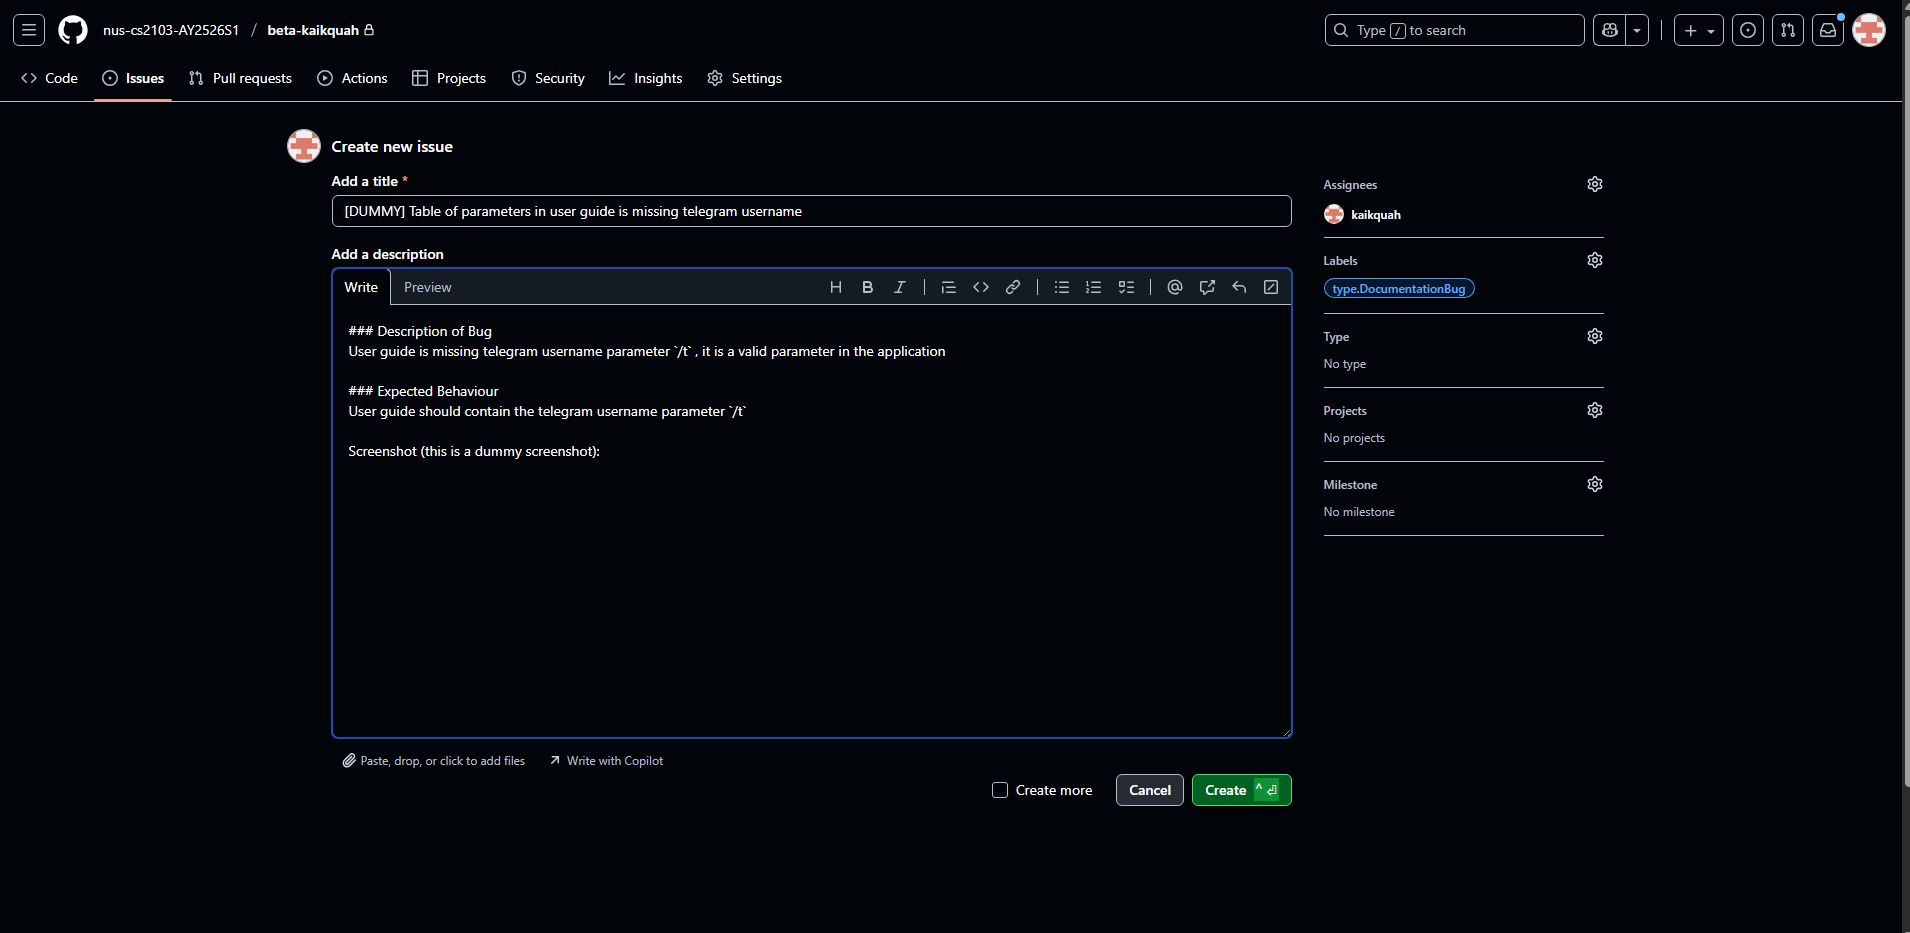 nus-cs2103-AY2526S1 / beta-kaikquah
Type / to search
Code Issues Pull requests Actions Projects Security Insights Settings
Create new issue
Add a title *
[DUMMY] Table of parameters in user guide is missing telegram username
Add a description
Write Preview
### Description of Bug
User guide is missing telegram username parameter `/t` , it is a valid parameter in the application
### Expected Behaviour
User guide should contain the telegram username parameter `/t`
Screenshot (this is a dummy screenshot):
Paste, drop, or click to add files Write with Copilot
Create more Cancel Create
Assignees
kaikquah
Labels
type.DocumentationBug
Type
No type
Projects
No projects
Milestone
No milestone